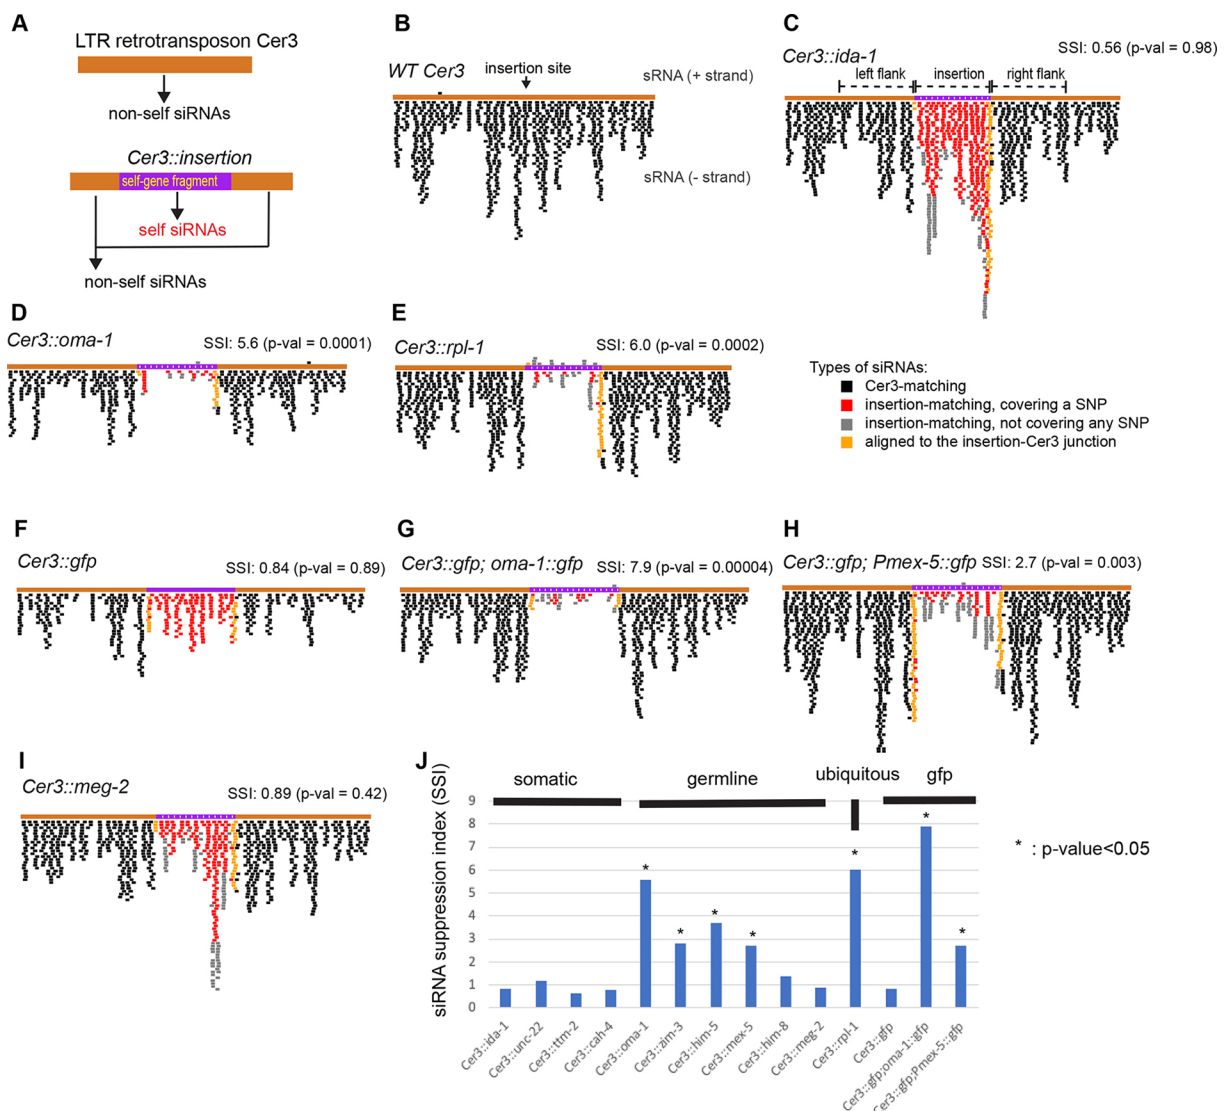 A
LTR retrotransposon Cer3
non-self siRNAs
Cer3::insertion
self-gene fragment
self siRNAs
non-self siRNAs
B
WT Cer3
insertion site
sRNA (+ strand)
sRNA (- strand)
C
Cer3::ida-1
SSI: 0.56 (p-val = 0.98)
left flank
insertion
right flank
D
Cer3::oma-1
SSI: 5.6 (p-val = 0.0001)
E
Cer3::rpl-1
SSI: 6.0 (p-val = 0.0002)
Types of siRNAs:
Cer3-matching
insertion-matching, covering a SNP
insertion-matching, not covering any SNP
aligned to the insertion-Cer3 junction
F
Cer3::gfp
SSI: 0.84 (p-val = 0.89)
G
Cer3::gfp; oma-1::gfp
SSI: 7.9 (p-val = 0.00004)
H
Cer3::gfp; Pmex-5::gfp
SSI: 2.7 (p-val = 0.003)
I
Cer3::meg-2
SSI: 0.89 (p-val = 0.42)
J
siRNA suppression index (SSI)
somatic
germline
ubiquitous
gfp
9
8
7
6
5
4
3
2
1
0
*
*
*
*
*
*
*
* : p-value<0.05
Cer3::ida-1
Cer3::unc-22
Cer3::ttm-2
Cer3::cah-4
Cer3::oma-1
Cer3::zim-3
Cer3::him-5
Cer3::mex-5
Cer3::him-8
Cer3::meg-2
Cer3::rpl-1
Cer3::gfp
Cer3::gfp;oma-1::gfp
Cer3::gfp;Pmex-5::gfp